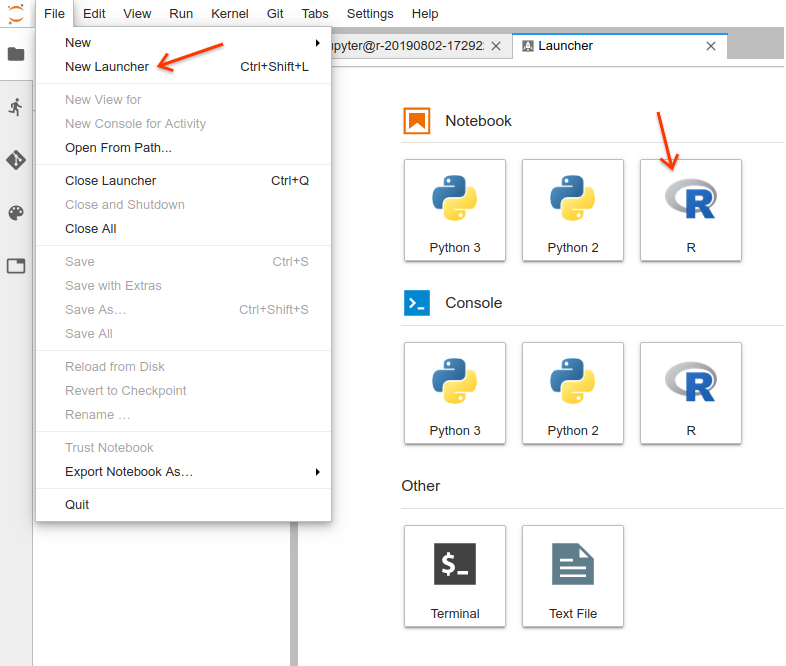 File Edit View Run Kernel Git Tabs Settings Help
New
New Launcher Ctrl+Shift+L
New View for
New Console for Activity
Open From Path...
Close Launcher Ctrl+Q
Close and Shutdown
Close All
Save Ctrl+S
Save with Extras
Save As… Ctrl+Shift+S
Save All
Reload from Disk
Revert to Checkpoint
Rename …
Trust Notebook
Export Notebook As…
Quit
upyter@r-20190802-17292 Launcher
Notebook
R
Python 3 Python 2 R
Console
>_
R
Python 3 Python 2 R
Other
$_
Terminal Text File